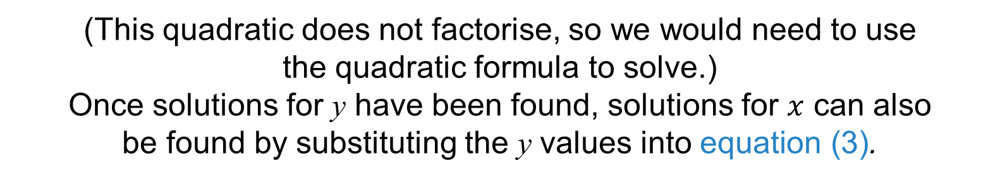 (This quadratic does not factorise, so we would need to use
the quadratic formula to solve.)
Once solutions for y have been found, solutions for x can also
be found by substituting the y values into equation (3).